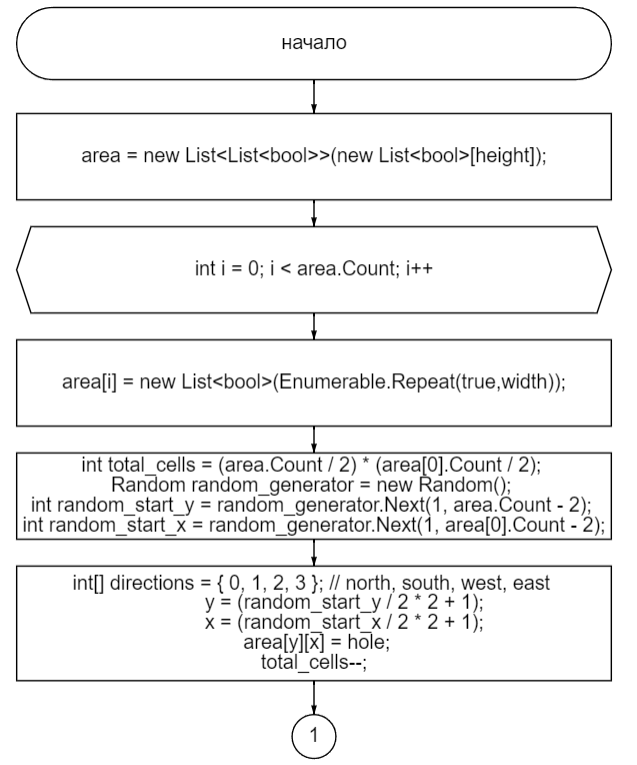 начало
area = new List<List<bool>>(new List<bool>[height]);
int i = 0; i < area.Count; i++
area[i] = new List<bool>(Enumerable.Repeat(true,width));
int total_cells = (area.Count / 2) * (area[0].Count / 2);
Random random_generator = new Random();
int random_start_y = random_generator.Next(1, area.Count - 2);
int random_start_x = random_generator.Next(1, area[0].Count - 2);
int[] directions = { 0, 1, 2, 3 }; // north, south, west, east
y = (random_start_y / 2 * 2 + 1);
x = (random_start_x / 2 * 2 + 1);
area[y][x] = hole;
total_cells--;
1